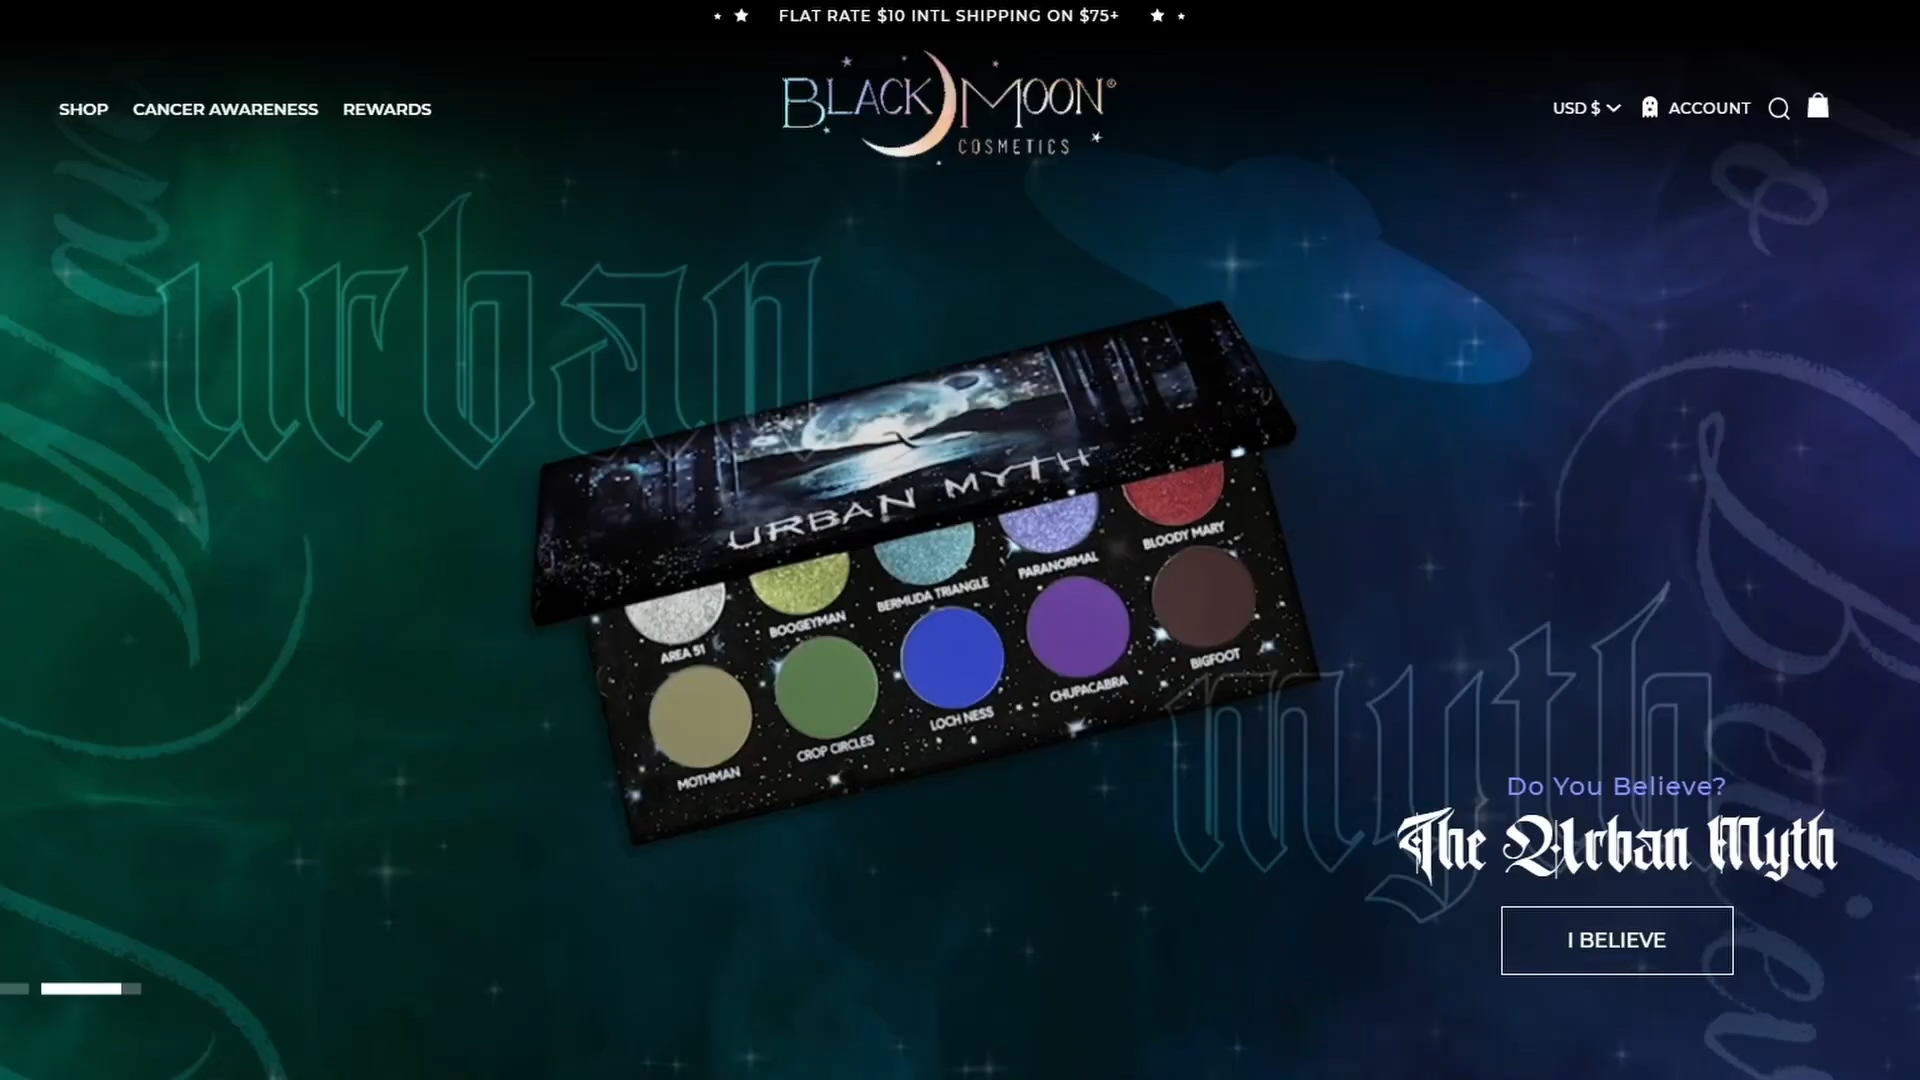 FLAT RATE $10 INTL SHIPPING ON $75+
SHOP CANCER AWARENESS REWARDS
BLACK MOON®
COSMETICS
USD $ ACCOUNT
urban
URBAN MYTH
AREA 51 BOOGEYMAN BERMUDA TRIANGLE PARANORMAL BLOODY MARY
MOTHMAN CROP CIRCLES LOCH NESS CHUPACABRA BIGFOOT
myth
Do You Believe?
The Urban Myth
I BELIEVE